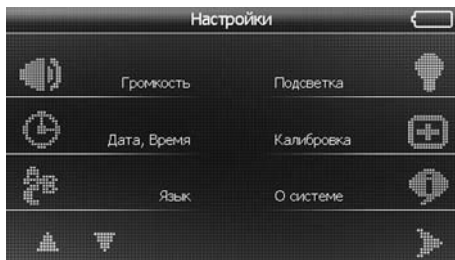 Настройки
Громкость Подсветка
Дата, Время Калибровка
Язык О системе